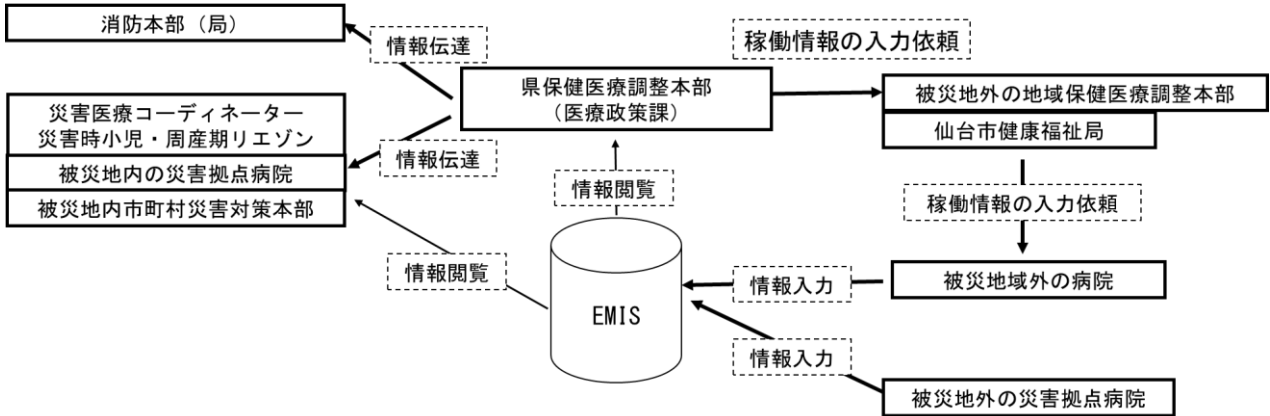 消防本部（局）
情報伝達
稼働情報の入力依頼
県保健医療調整本部
（医療政策課）
被災地外の地域保健医療調整本部
仙台市健康福祉局
災害医療コーディネーター
災害時小児・周産期リエゾン
被災地内の災害拠点病院
被災地内市町村災害対策本部
情報伝達
情報閲覧
稼働情報の入力依頼
情報閲覧
情報入力
被災地域外の病院
EMIS
情報入力
被災地外の災害拠点病院